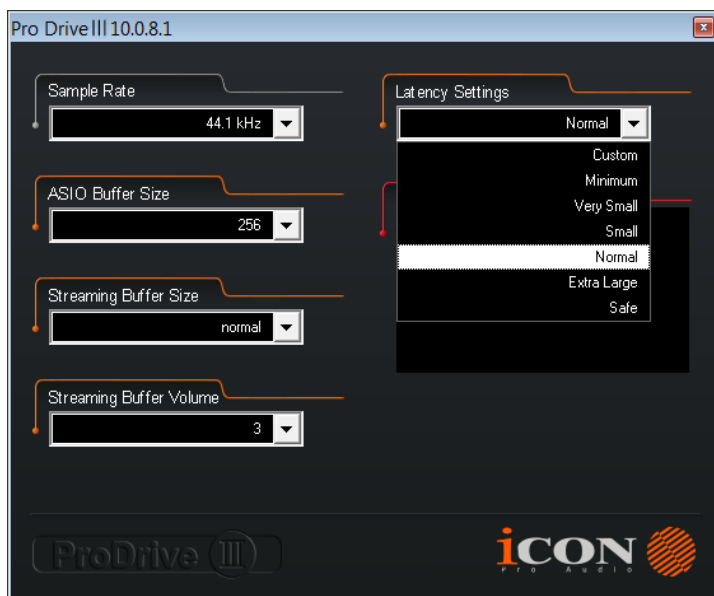 Pro Drive III 10.0.8.1
Sample Rate
44.1 kHz
ASIO Buffer Size
256
Streaming Buffer Size
normal
Streaming Buffer Volume
3
Latency Settings
Normal
Custom
Minimum
Very Small
Small
Normal
Extra Large
Safe
ProDrive III
iCON
Pro Audio